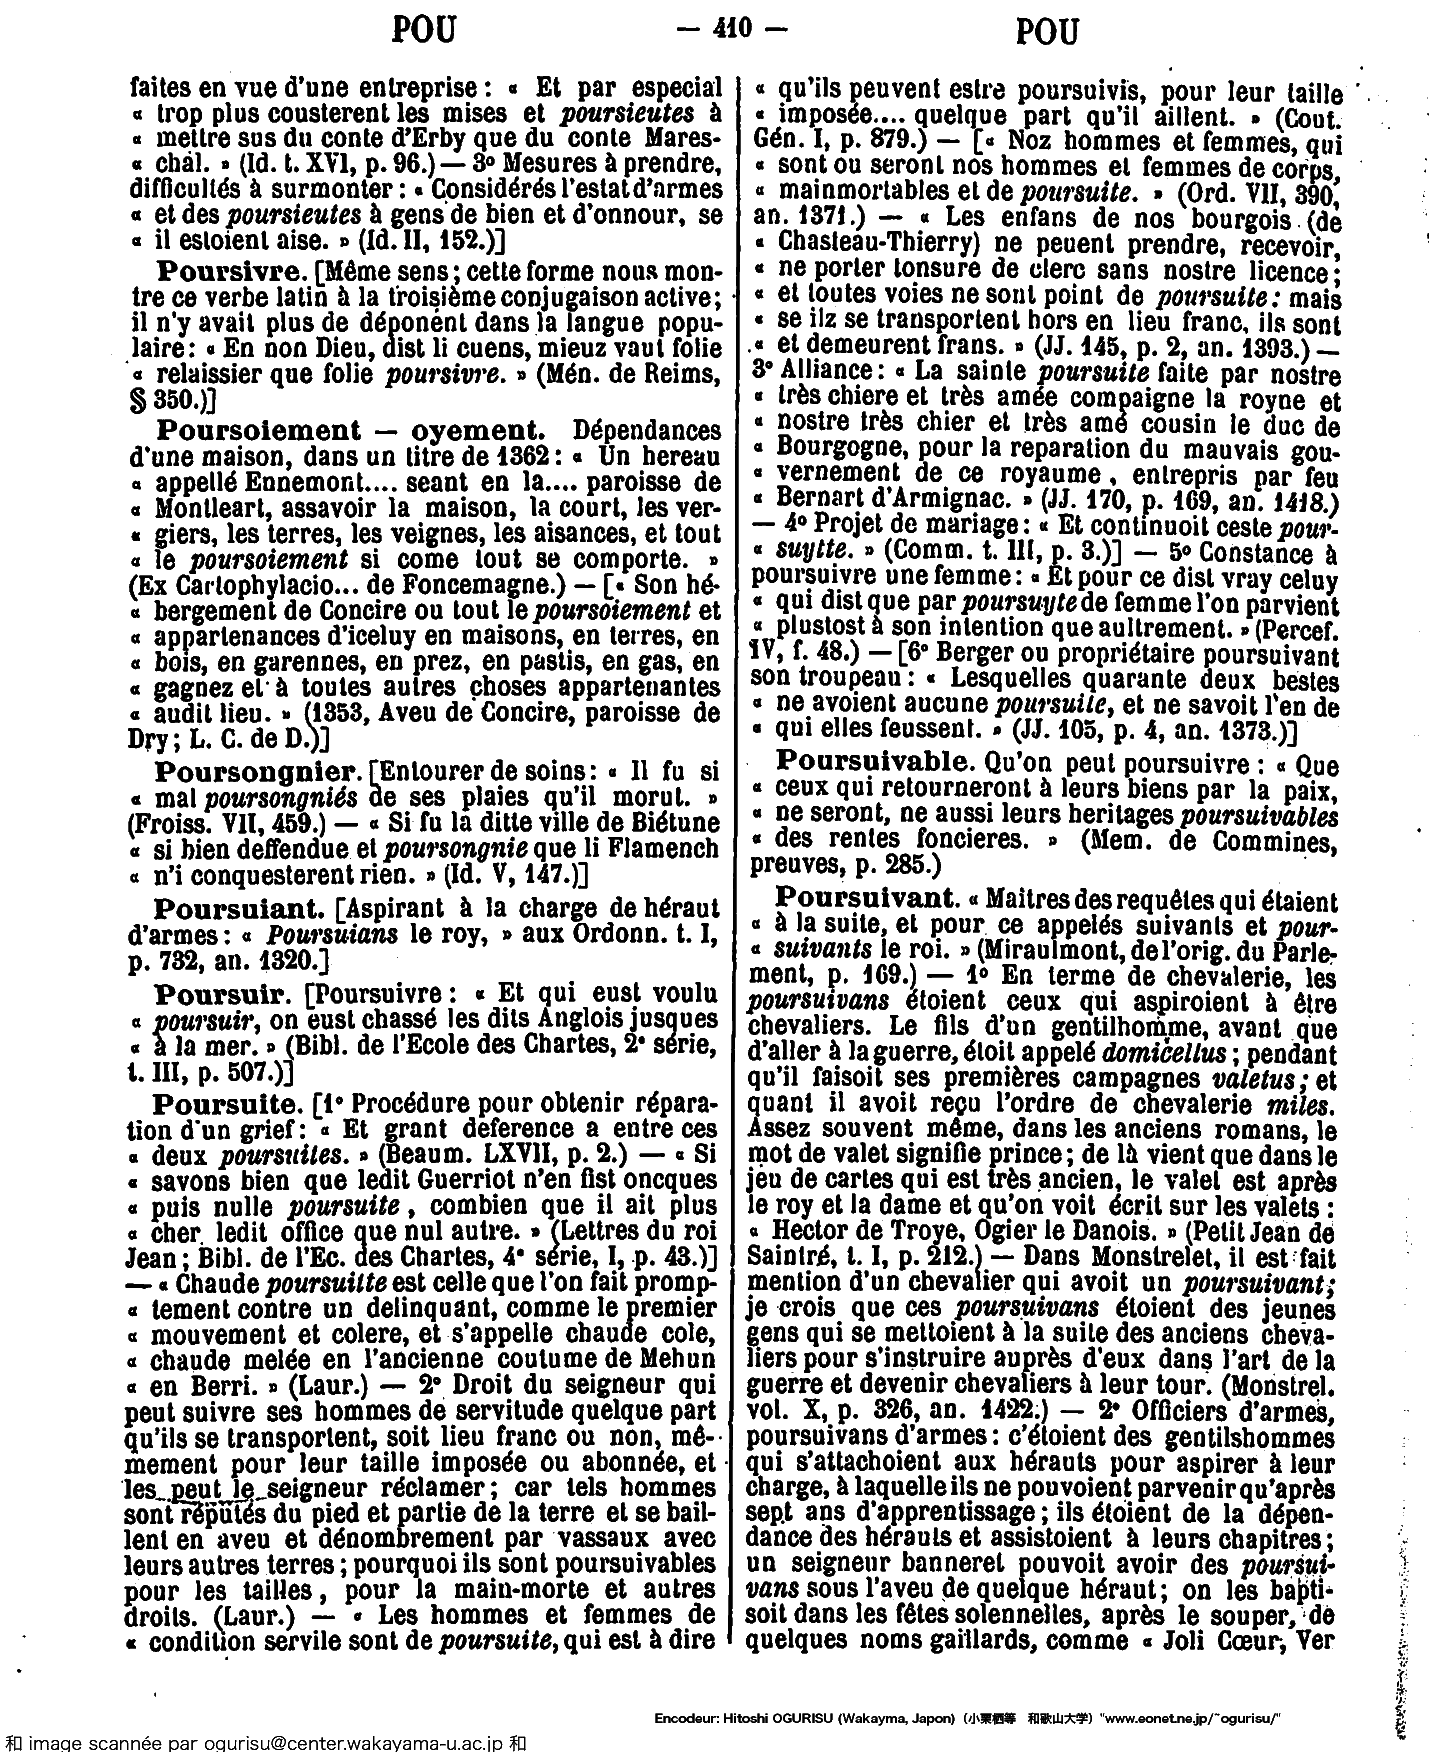 POU — 410 — POU
faites en vue d'une entreprise : « Et par especial
« trop plus cousterent les mises et poursieutes à
« mettre sus du conte d'Erby que du conte Mares-
« chal. » (Id. t. XVI, p. 96.) — 3º Mesures à prendre,
difficultés à surmonter : « Considérés l'estat d'armes
« et des poursieutes à gens de bien et d'onnour, se
« il estoient aise. » (Id. II, 152.)]
Poursivre. [Même sens ; cette forme nous mon-
tre ce verbe latin à la troisième conjugaison active ;
il n'y avait plus de déponent dans la langue popu-
laire : « En non Dieu, dist li cuens, mieuz vaut folie
« relaissier que folie poursivre. » (Mén. de Reims,
§ 350.)]
Poursoiement — oyement. Dépendances
d'une maison, dans un titre de 1362 : « Un hereau
« appellé Ennemont.... seant en la.... paroisse de
« Montleart, assavoir la maison, la court, les ver-
« giers, les terres, les veignes, les aisances, et tout
« le poursoiement si come tout se comporte. »
(Ex Cartophylacio... de Foncemagne.) — [« Son hé-
« bergement de Concire ou tout le poursoiement et
« appartenances d'iceluy en maisons, en terres, en
« bois, en garennes, en prez, en pastis, en gas, en
« gagnez et à toutes autres choses appartenantes
« audit lieu. » (1353, Aveu de Concire, paroisse de
Dry ; L. C. de D.)]
Poursongnier. [Entourer de soins : « Il fu si
« mal poursongniés de ses plaies qu'il morut. »
(Froiss. VII, 459.) — « Si fu la ditte ville de Biétune
« si bien deffendue et poursongnie que li Flamench
« n'i conquesterent rien. » (Id. V, 147.)]
Poursuiant. [Aspirant à la charge de héraut
d'armes : « Poursuians le roy, » aux Ordonn. t. I,
p. 732, an. 1320.]
Poursuir. [Poursuivre : « Et qui eust voulu
« poursuir, on eust chassé les dits Anglois jusques
« à la mer. » (Bibl. de l'Ecole des Chartes, 2e série,
t. III, p. 507.)]
Poursuite. [1º Procédure pour obtenir répara-
tion d'un grief : « Et grant deference a entre ces
« deux poursuites. » (Beaum. LXVII, p. 2.) — « Si
« savons bien que ledit Guerriot n'en fist oncques
« puis nulle poursuite, combien que il ait plus
« cher ledit office que nul autre. » (Lettres du roi
Jean ; Bibl. de l'Ec. des Chartes, 4e série, I, p. 43.)]
— « Chaude poursuitte est celle que l'on fait promp-
« tement contre un delinquant, comme le premier
« mouvement et colere, et s'appelle chaude cole,
« chaude melée en l'ancienne coutume de Mehun
« en Berri. » (Laur.) — 2º Droit du seigneur qui
peut suivre ses hommes de servitude quelque part
qu'ils se transportent, soit lieu franc ou non, mê-
mement pour leur taille imposée ou abonnée, et
les peut le seigneur réclamer ; car tels hommes
sont réputés du pied et partie de la terre et se bail-
lent en aveu et dénombrement par vassaux avec
leurs autres terres ; pourquoi ils sont poursuivables
pour les tailles, pour la main-morte et autres
droits. (Laur.) — « Les hommes et femmes de
« condition servile sont de poursuite, qui est à dire
« qu'ils peuvent estre poursuivis, pour leur taille
« imposée.... quelque part qu'il aillent. » (Cout.
Gén. I, p. 879.) — [« Noz hommes et femmes, qui
« sont ou seront nos hommes et femmes de corps,
« mainmortables et de poursuite. » (Ord. VII, 390,
an. 1371.) — « Les enfans de nos bourgois (de
« Chasteau-Thierry) ne peuent prendre, recevoir,
« ne porter tonsure de clerc sans nostre licence ;
« et toutes voies ne sont point de poursuite : mais
« se ilz se transportent hors en lieu franc, ils sont
« et demeurent frans. » (JJ. 145, p. 2, an. 1393.) —
3º Alliance : « La sainte poursuite faite par nostre
« très chiere et très amée compaigne la royne et
« nostre très chier et très amé cousin le duc de
« Bourgogne, pour la reparation du mauvais gou-
« vernement de ce royaume, entrepris par feu
« Bernart d'Armignac. » (JJ. 170, p. 169, an. 1418.)
— 4º Projet de mariage : « Et continuoit ceste pour-
« suytte. » (Comm. t. III, p. 3.)] — 5º Constance à
poursuivre une femme : « Et pour ce dist vray celuy
« qui dist que par poursuyte de femme l'on parvient
« plustost à son intention que aultrement. » (Percef.
IV, f. 48.) — [6º Berger ou propriétaire poursuivant
son troupeau : « Lesquelles quarante deux bestes
« ne avoient aucune poursuite, et ne savoit l'en de
« qui elles feussent. » (JJ. 105, p. 4, an. 1373.)]
Poursuivable. Qu'on peut poursuivre : « Que
« ceux qui retourneront à leurs biens par la paix,
« ne seront, ne aussi leurs heritages poursuivables
« des rentes foncieres. » (Mem. de Commines,
preuves, p. 285.)
Poursuivant. « Maitres des requêtes qui étaient
« à la suite, et pour ce appelés suivants et pour-
« suivants le roi. » (Miraulmont, de l'orig. du Parle-
ment, p. 169.) — 1º En terme de chevalerie, les
poursuivans étoient ceux qui aspiroient à être
chevaliers. Le fils d'un gentilhomme, avant que
d'aller à la guerre, étoit appelé domicellus ; pendant
qu'il faisoit ses premières campagnes valetus ; et
quant il avoit reçu l'ordre de chevalerie miles.
Assez souvent même, dans les anciens romans, le
mot de valet signifie prince ; de là vient que dans le
jeu de cartes qui est très ancien, le valet est après
le roy et la dame et qu'on voit écrit sur les valets :
« Hector de Troye, Ogier le Danois. » (Petit Jean de
Saintré, t. I, p. 212.) — Dans Monstrelet, il est fait
mention d'un chevalier qui avoit un poursuivant ;
je crois que ces poursuivans étoient des jeunes
gens qui se mettoient à la suite des anciens cheva-
liers pour s'instruire auprès d'eux dans l'art de la
guerre et devenir chevaliers à leur tour. (Monstrel.
vol. X, p. 326, an. 1422.) — 2º Officiers d'armes,
poursuivans d'armes : c'étoient des gentilshommes
qui s'attachoient aux hérauts pour aspirer à leur
charge, à laquelle ils ne pouvoient parvenir qu'après
sept ans d'apprentissage ; ils étoient de la dépen-
dance des hérauts et assistoient à leurs chapitres ;
un seigneur banneret pouvoit avoir des poursui-
vans sous l'aveu de quelque héraut ; on les bapti-
soit dans les fêtes solennelles, après le souper, de
quelques noms gaillards, comme « Joli Cœur, Ver
Encodeur: Hitoshi OGURISU (Wakayma, Japon) (小栗栖等 和歌山大学) "www.eonet.ne.jp/~ogurisu/"
和 image scannée par ogurisu@center.wakayama-u.ac.jp 和